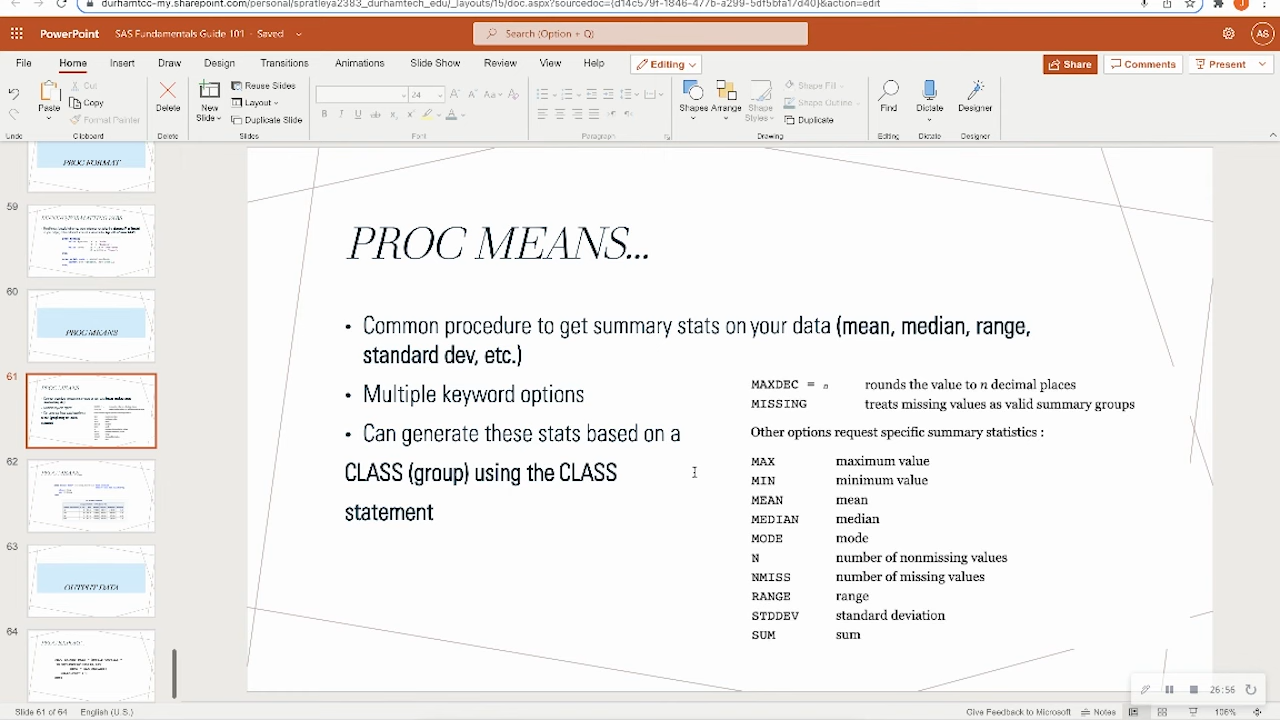 durhamtcc-my.sharepoint.com/personal/spratleya2383_durhamtech_edu/_layouts/15/doc.aspx?sourcedoc={d14c579f-1846-477b-a299-5df5bfa17d40}&action=edit
PowerPoint SAS Fundamentals Guide 101 - Saved Search (Option + Q) AS
File Home Insert Draw Design Transitions Animations Slide Show Review View Help Editing Share Comments Present
Paste Cut Copy Format Painter Delete New Slide Reuse Slides Layout Duplicate Slide 24 Shapes Arrange Shape Styles Shape Fill Shape Outline Duplicate Find Dictate Designer
Undo Clipboard Delete Slides Font Paragraph Drawing Editing Dictate Designer
PROC FORMAT
59
60
PROC MEANS
61
PROC MEANS
62
63
OUTPUT DATA
64
PROC MEANS...
• Common procedure to get summary stats on your data (mean, median, range,
standard dev, etc.)
• Multiple keyword options
• Can generate these stats based on a
CLASS (group) using the CLASS
statement
MAXDEC = n rounds the value to n decimal places
MISSING treats missing values as valid summary groups
Other options request specific summary statistics :
MAX maximum value
MIN minimum value
MEAN mean
MEDIAN median
MODE mode
N number of nonmissing values
NMISS number of missing values
RANGE range
STDDEV standard deviation
SUM sum
26:56
Slide 61 of 64 English (U.S.) Give Feedback to Microsoft Notes 106%